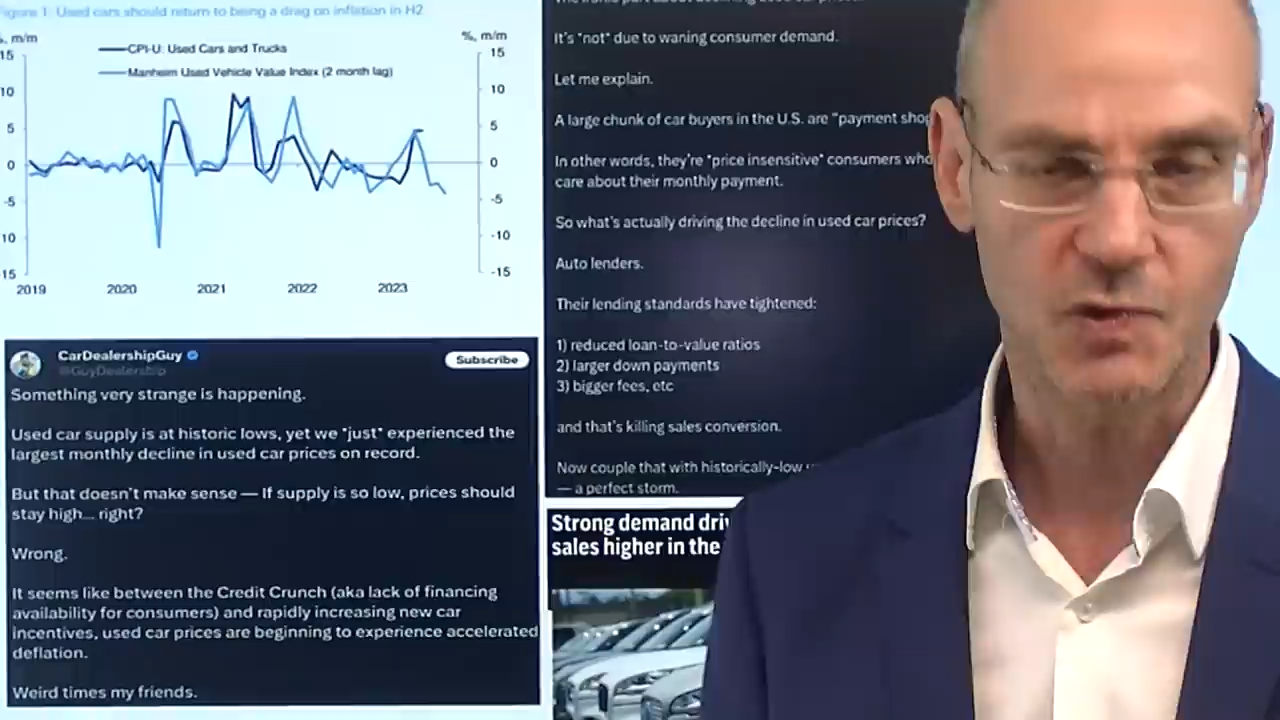 Figure 1: Used cars should return to being a drag on inflation in H2
%, m/m
%, m/m
CPI-U: Used Cars and Trucks
Manheim Used Vehicle Value Index (2 month lag)
15
10
5
0
-5
10
15
15
10
5
0
-5
-10
-15
2019
2020
2021
2022
2023
CarDealershipGuy
@GuyDealership
Subscribe
Something very strange is happening.
Used car supply is at historic lows, yet we *just* experienced the
largest monthly decline in used car prices on record.
But that doesn't make sense — If supply is so low, prices should
stay high... right?
Wrong.
It seems like between the Credit Crunch (aka lack of financing
availability for consumers) and rapidly increasing new car
incentives, used car prices are beginning to experience accelerated
deflation.
Weird times my friends.
It's *not* due to waning consumer demand.
Let me explain.
A large chunk of car buyers in the U.S. are "payment shop
In other words, they're *price insensitive* consumers who
care about their monthly payment.
So what's actually driving the decline in used car prices?
Auto lenders.
Their lending standards have tightened:
1) reduced loan-to-value ratios
2) larger down payments
3) bigger fees, etc
and that's killing sales conversion.
Now couple that with historically-low
— a perfect storm.
Strong demand driv
sales higher in the